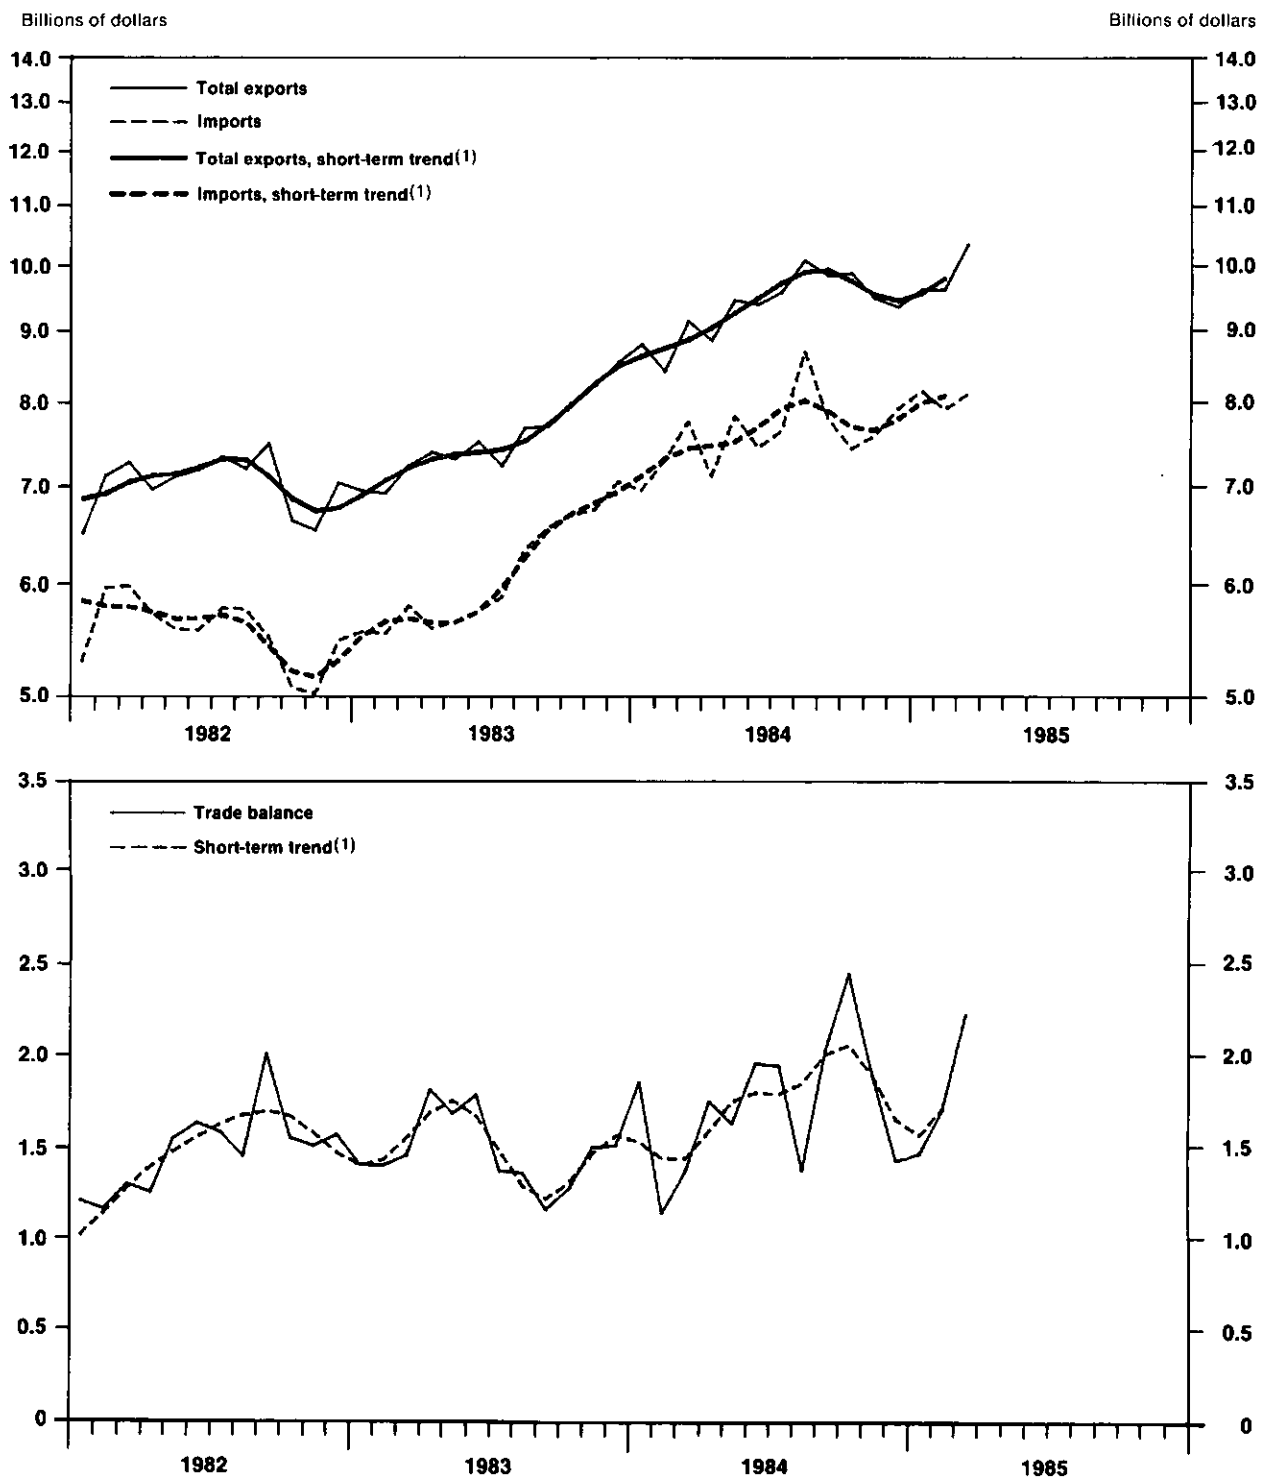 Billions of dollars Billions of dollars
14.0 14.0
Total exports
13.0 13.0
Imports
12.0 12.0
Total exports, short-term trend(1)
Imports, short-term trend(1)
11.0 11.0
10.0 10.0
9.0 9.0
8.0 8.0
7.0 7.0
6.0 6.0
5.0 5.0
1982 1983 1984 1985
3.5 3.5
Trade balance
Short-term trend(1)
3.0 3.0
2.5 2.5
2.0 2.0
1.5 1.5
1.0 1.0
0.5 0.5
0 0
1982 1983 1984 1985